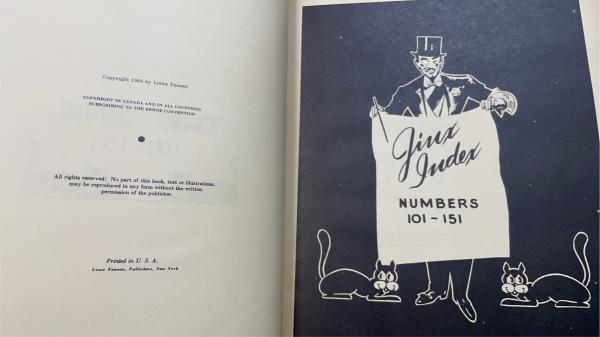 Copyright 1966 by Louis Tannen
COPYRIGHT IN CANADA AND IN ALL COUNTRIES
SUBSCRIBING TO THE BERNE CONVENTION
All rights reserved: No part of this book, text or illustrations,
may be reproduced in any form without the written
permission of the publisher.
Printed in U. S. A.
Louis Tannen, Publishers, New York
Jinx
Index
NUMBERS
101-151